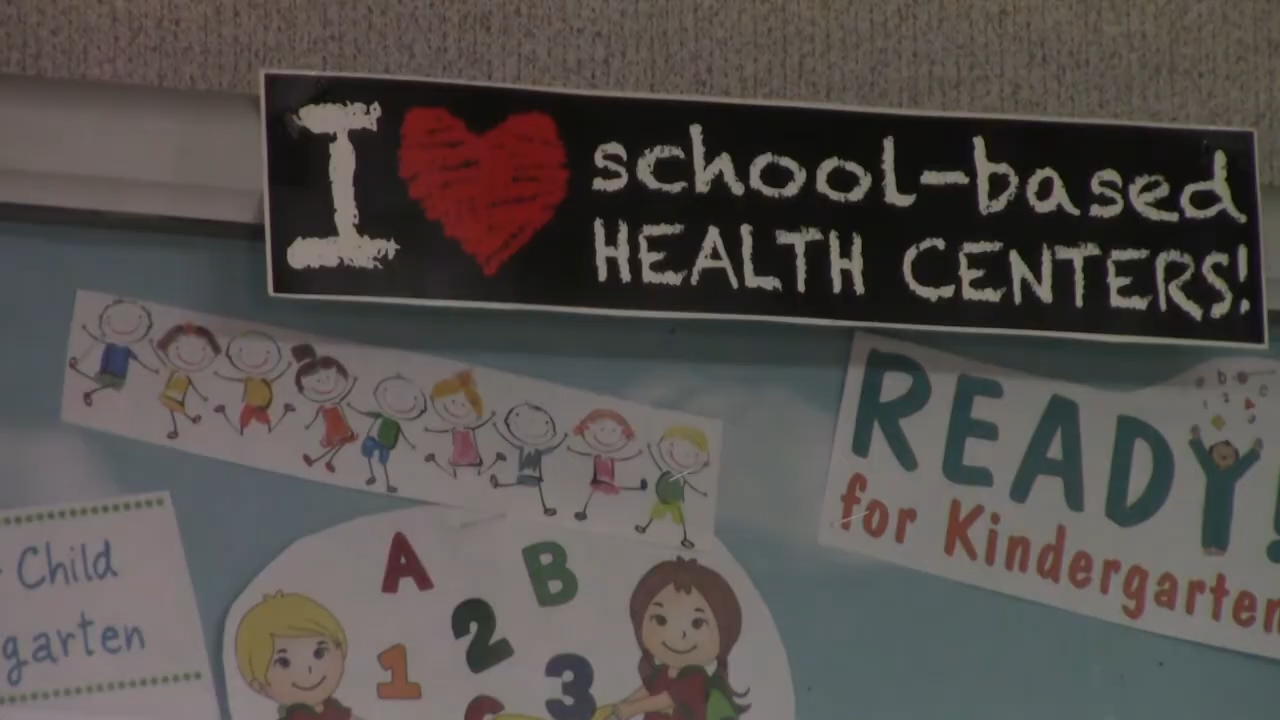 I school-based
HEALTH CENTERS!
READY!
for Kindergarten
Child
garten
A B
2
1 3